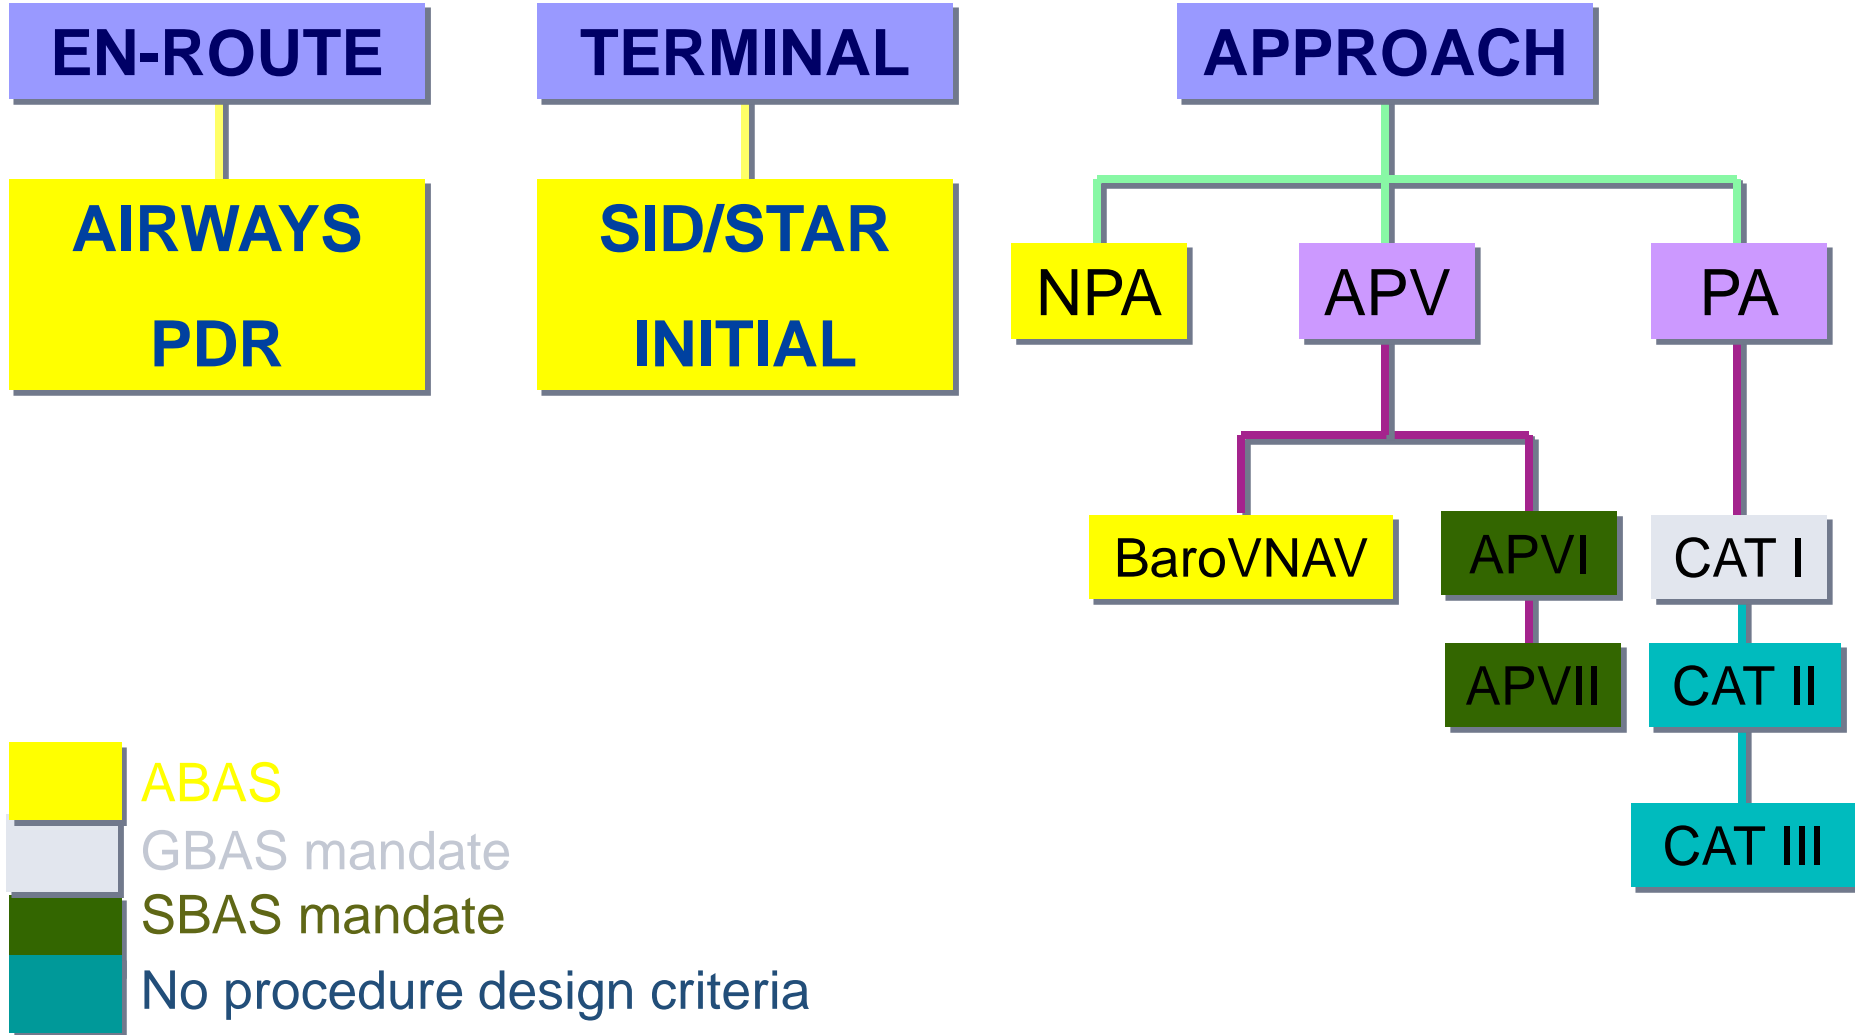 EN-ROUTE
TERMINAL
APPROACH
AIRWAYS
PDR
SID/STAR
INITIAL
NPA
APV
PA
BaroVNAV
APVI
CAT I
APVII
CAT II
CAT III
ABAS
GBAS mandate
SBAS mandate
No procedure design criteria